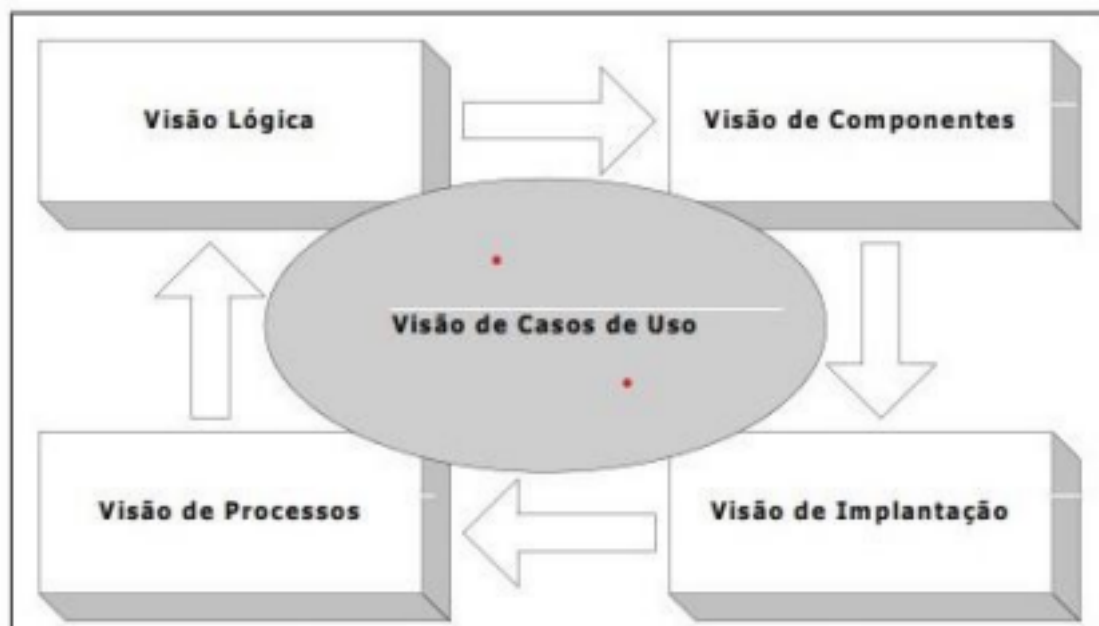 Visão Lógica
Visão de Componentes
Visão de Casos de Uso
Visão de Processos
Visão de Implantação